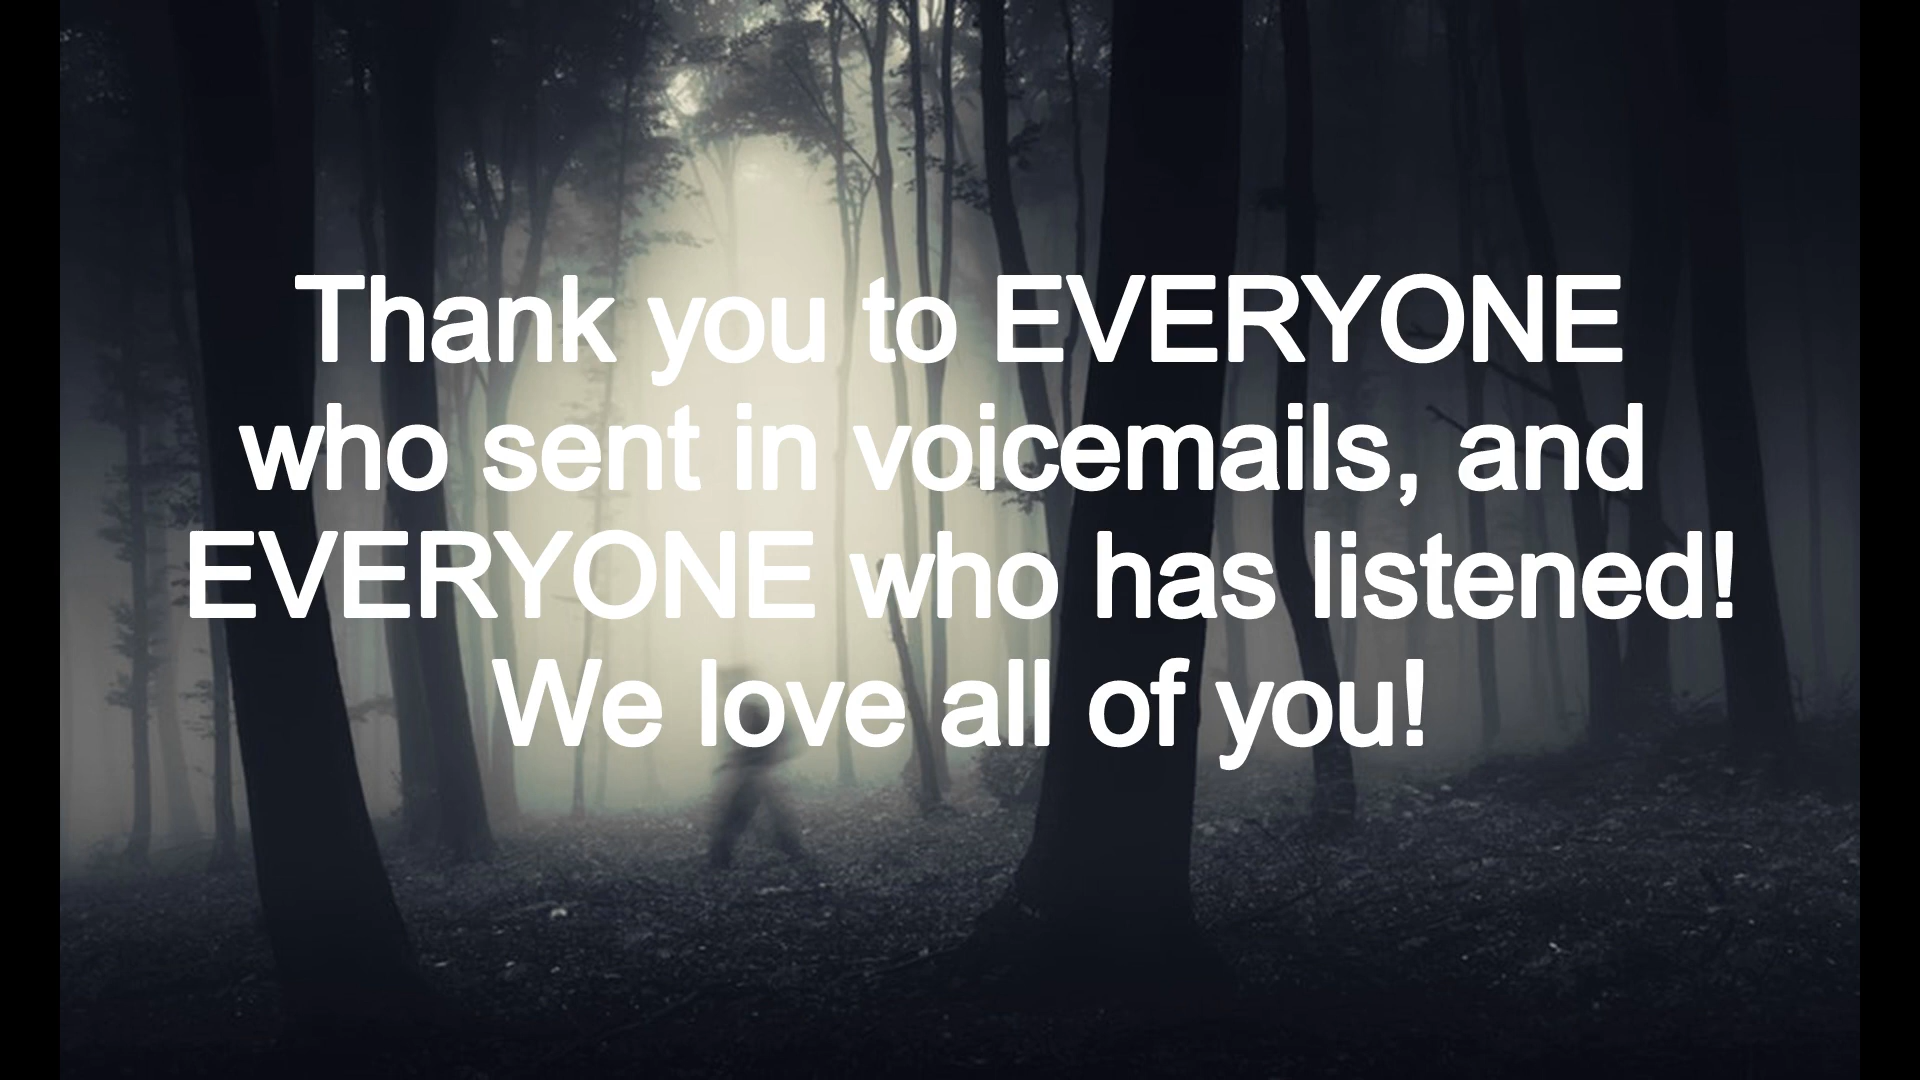 Thank you to EVERYONE
who sent in voicemails, and
EVERYONE who has listened!
We love all of you!